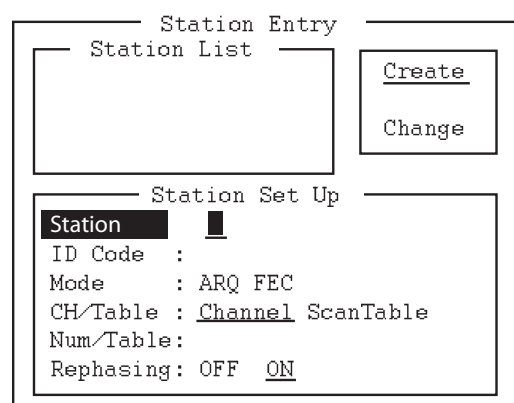 Station Entry
Station List
Create
Change
Station Set Up
Station
ID Code :
Mode : ARQ FEC
CH/Table : Channel ScanTable
Num/Table:
Rephasing: OFF ON